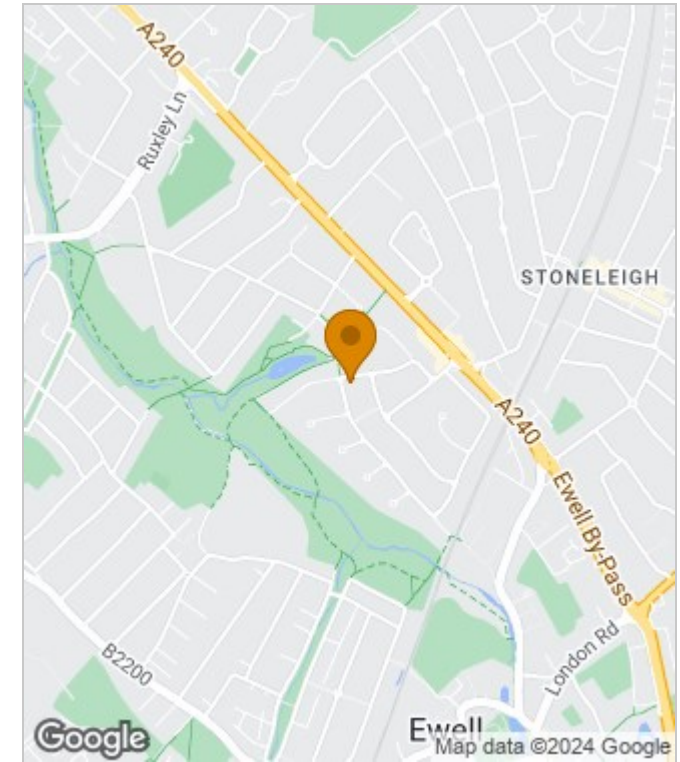 A240
Ruxley Ln
STONELEIGH
A240
Ewell By-Pass
London Rd
B2200
Ewell
Google
Map data ©2024 Google